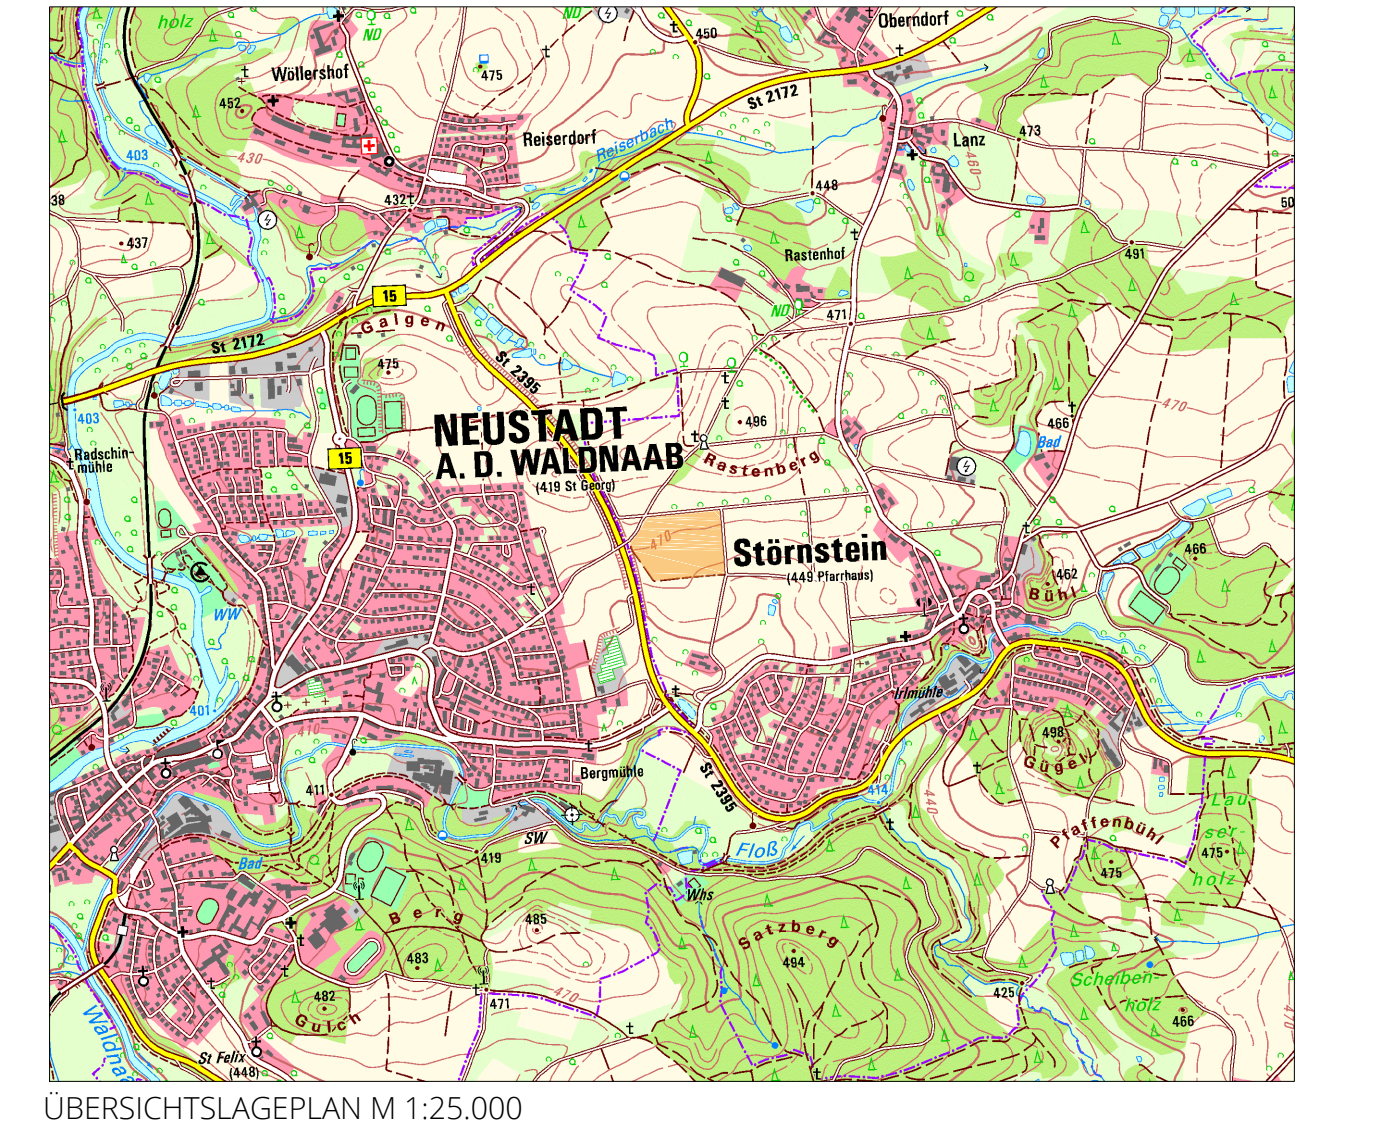 holz
ND
ND
450
Oberndorf
Wöllershof
475
452
St 2172
Reiserdorf
Reiserbach
Lanz
473
403
430
460
448
432
38
50
437
Rastenhof
491
15
ND
471
Galgen
St 2172
St 2395
475
470
403
NEUSTADT
496
466
Bad
A. D. WALDNAAB
Radschin-
mühle
15
Rastenberg
(419 St Georg)
470
Störnstein
466
(449 Pfarrhaus)
462
Bühl
WW
Irlmühle
401
410
498
Gügel
Bergmühle
St 2395
411
414
440
Lau
ser-
holz
Pfaffenbühl
SW
Floß
475
475
Bad
419
Whs
Berg
485
Satzberg
494
483
Scheiben-
holz
482
Gulch
471
470
425
466
470
Waldnaa
St Felix
(448)
ÜBERSICHTSLAGEPLAN M 1:25.000